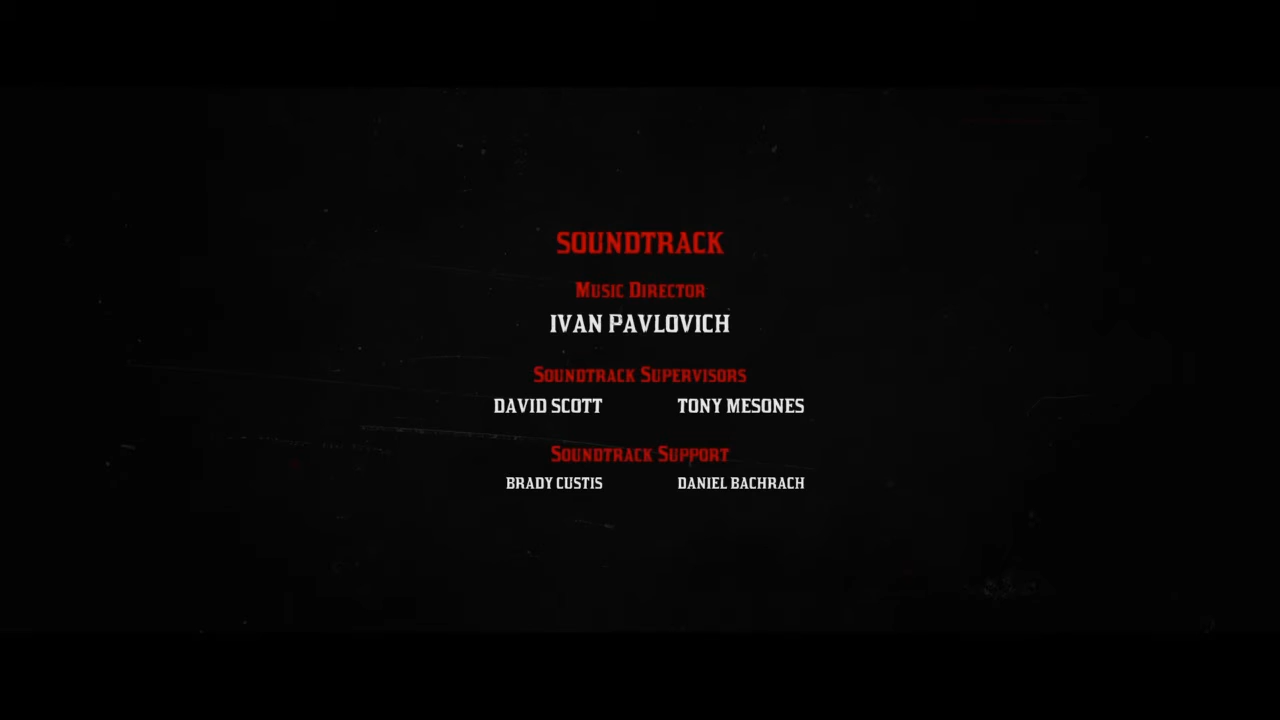 SOUNDTRACK
Music Director
IVAN PAVLOVICH
Soundtrack Supervisors
DAVID SCOTT TONY MESONES
Soundtrack Support
BRADY CUSTIS DANIEL BACHRACH